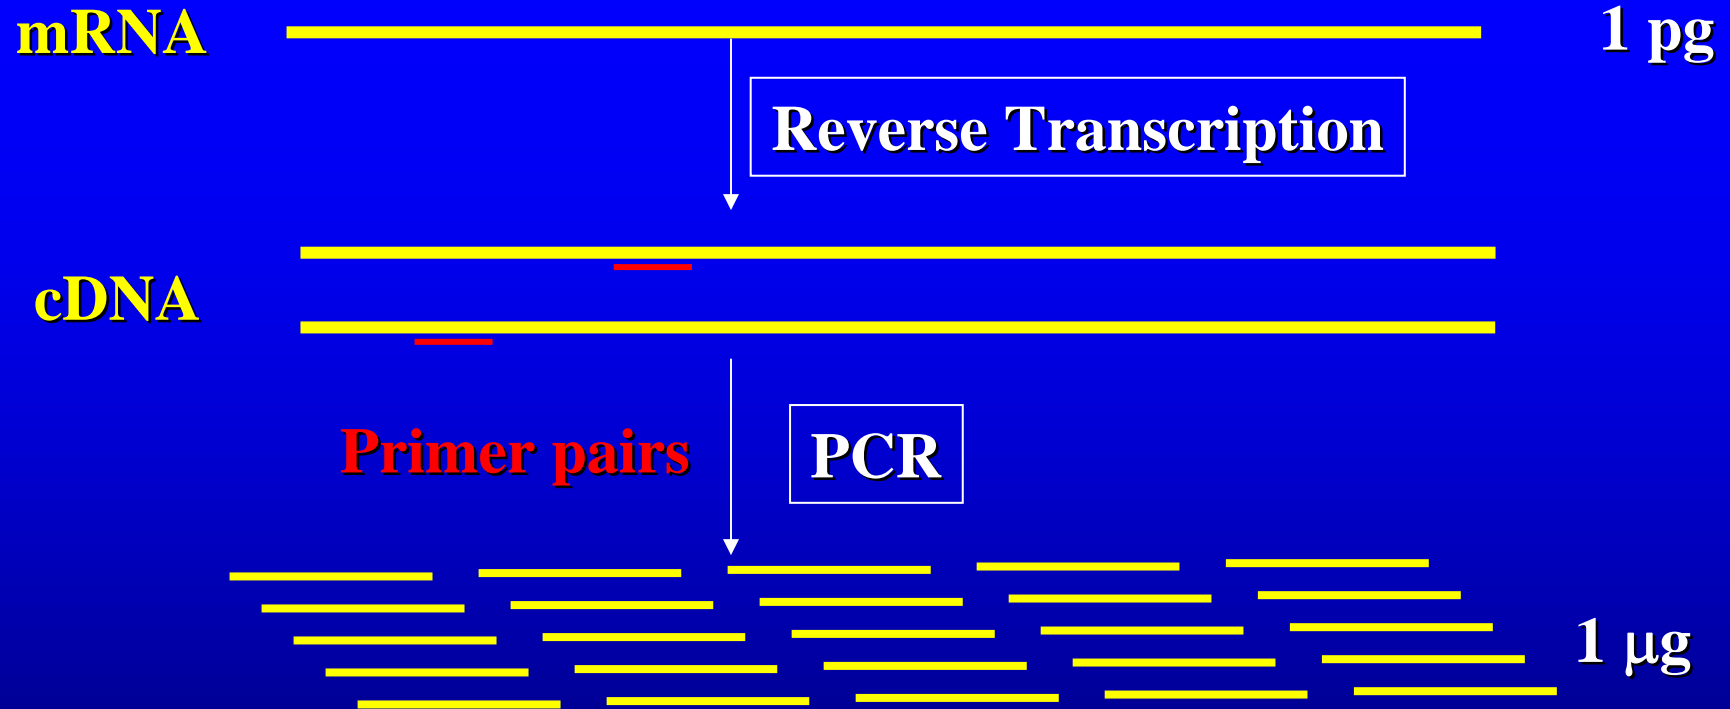 mRNA
1 pg
Reverse Transcription
cDNA
Primer pairs
PCR
1 μg